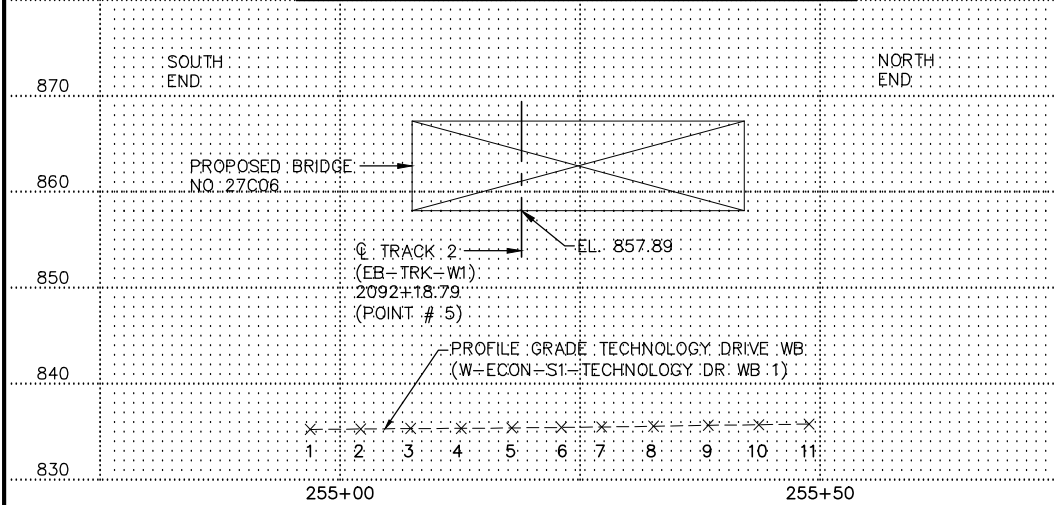 SOUTH
END
NORTH
END
870
PROPOSED BRIDGE
NO 27C06
860
℄ TRACK 2
(EB-TRK-W1)
2092+18.79
(POINT # 5)
EL. 857.89
850
PROFILE GRADE TECHNOLOGY DRIVE WB
(W-ECON-S1-TECHNOLOGY DR WB 1)
840
1 2 3 4 5 6 7 8 9 10 11
830
255+00 255+50